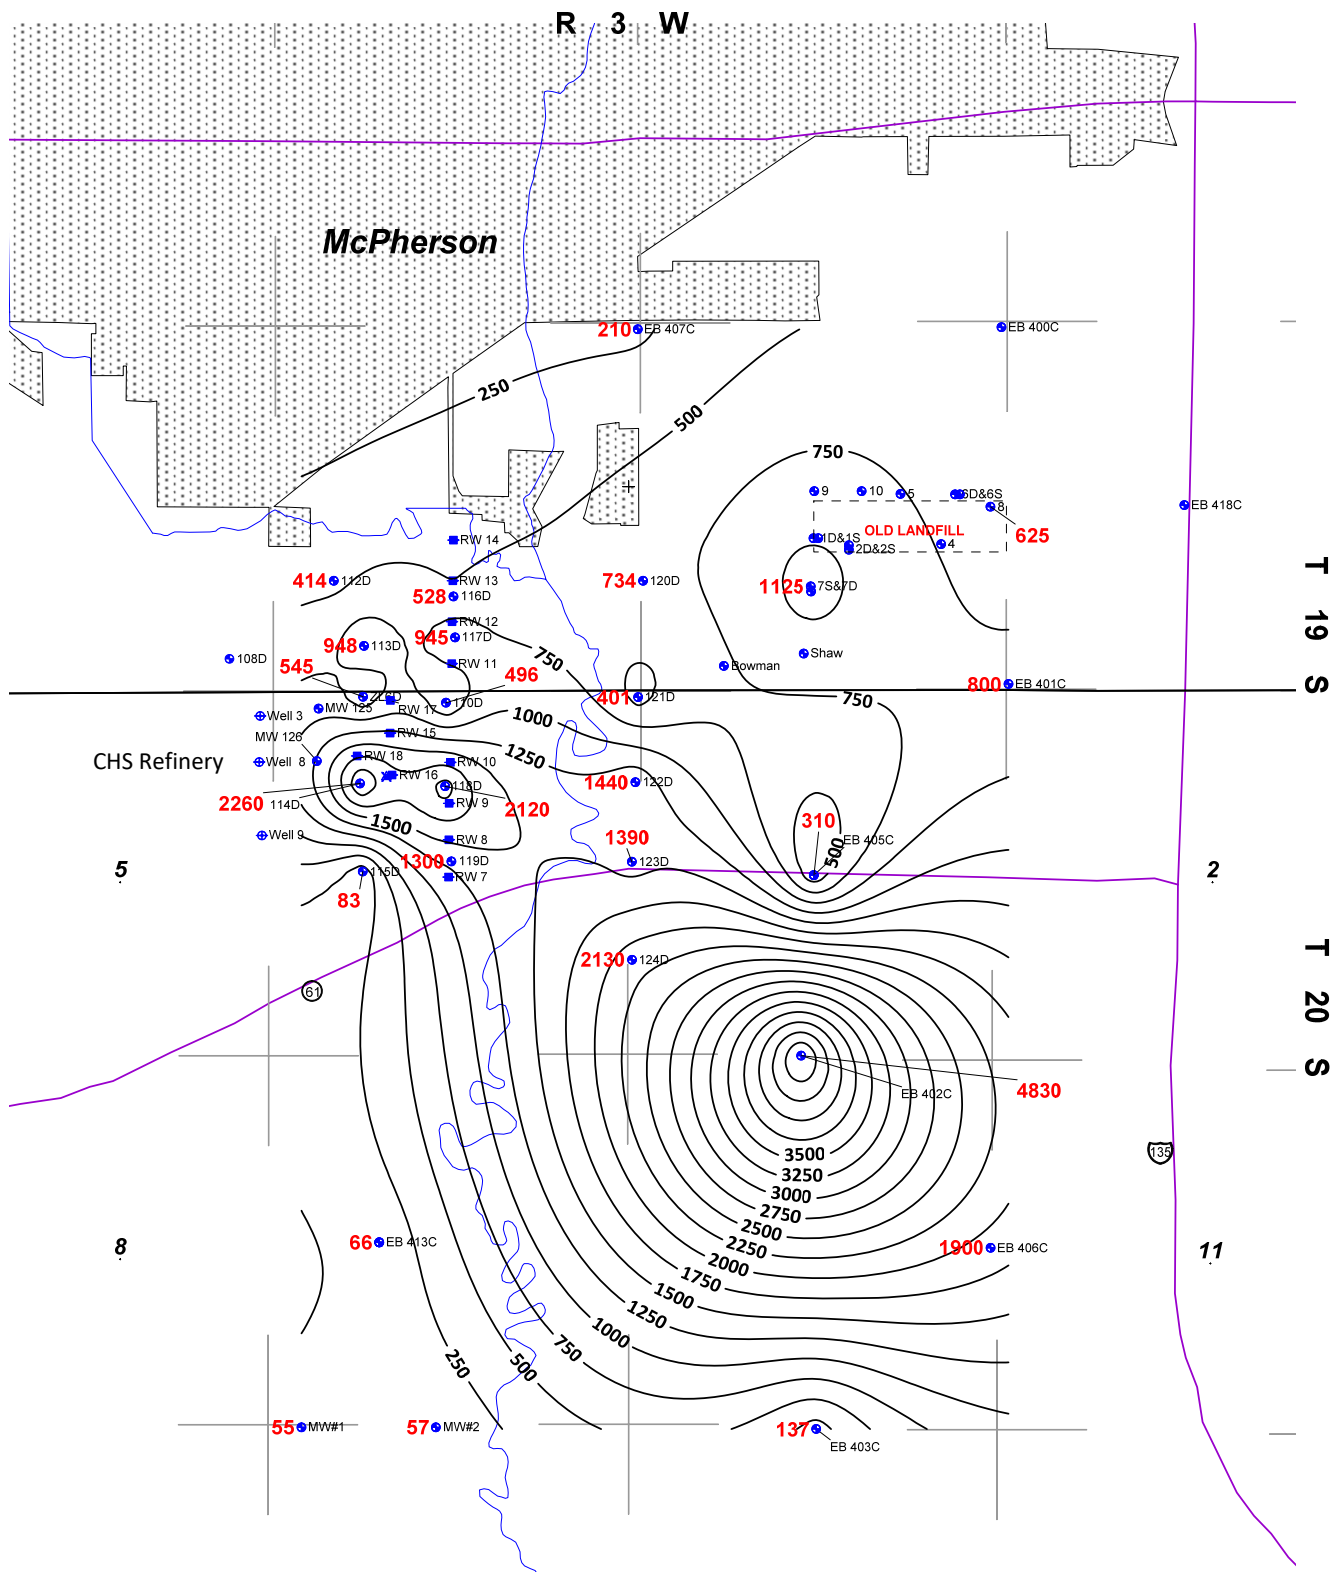 R 3 W
McPherson
210
EB 407C
EB 400C
250
500
750
9
10
5
6D&6S
8
EB 418C
OLD LANDFILL
625
RW 14
1D&1S
4
2D&2S
T 19 S
414
112D
RW 13
734
120D
1125
7S&7D
528
116D
RW 12
945
117D
948
113D
750
Shaw
108D
RW 11
Bowman
545
496
800
EB 401C
ZL6D
401
121D
750
MW 125
RW 17
110D
Well 3
1000
MW 126
RW 15
1250
CHS Refinery
Well 8
RW 18
RW 10
RW 16
1440
122D
118D
2260
114D
RW 9
2120
310
1500
Well 9
RW 8
1390
EB 405C
500
1300
119D
123D
5
115D
RW 7
2
83
T 20 S
2130
124D
61
4830
EB 402C
3500
135
3250
3000
2750
2500
66
EB 413C
1900
EB 406C
8
11
2250
2000
1750
1500
1250
1000
750
500
250
55
MW#1
57
MW#2
137
EB 403C